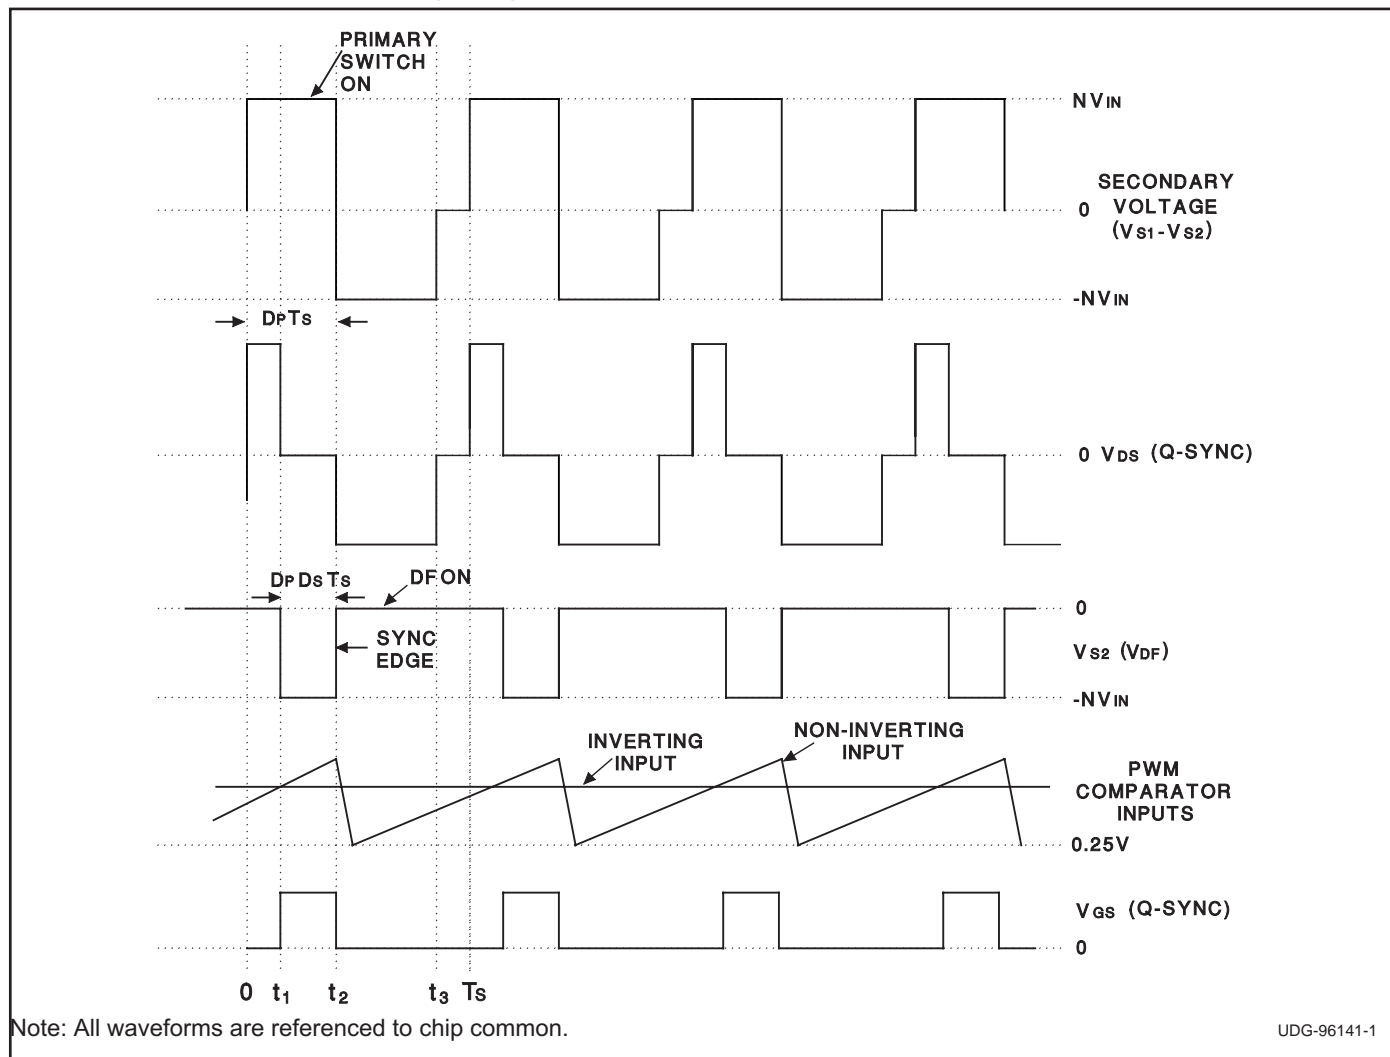 PRIMARY
SWITCH
ON
NVIN
SECONDARY
VOLTAGE
(VS1-VS2)
0
-NVIN
DPTS
0 VDS (Q-SYNC)
DPDSTS
DF ON
0
SYNC
EDGE
VS2 (VDF)
-NVIN
INVERTING
INPUT
NON-INVERTING
INPUT
PWM
COMPARATOR
INPUTS
0.25V
VGS (Q-SYNC)
0
0 t1 t2 t3 TS
Note: All waveforms are referenced to chip common.
UDG-96141-1